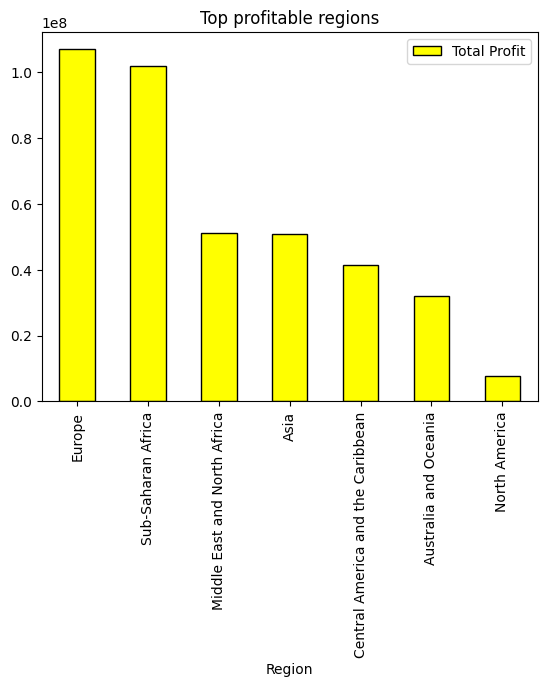 Top profitable regions
1e8
Total Profit
1.0
0.8
0.6
0.4
0.2
0.0
Europe
Sub-Saharan Africa
Middle East and North Africa
Asia
Central America and the Caribbean
Australia and Oceania
North America
Region